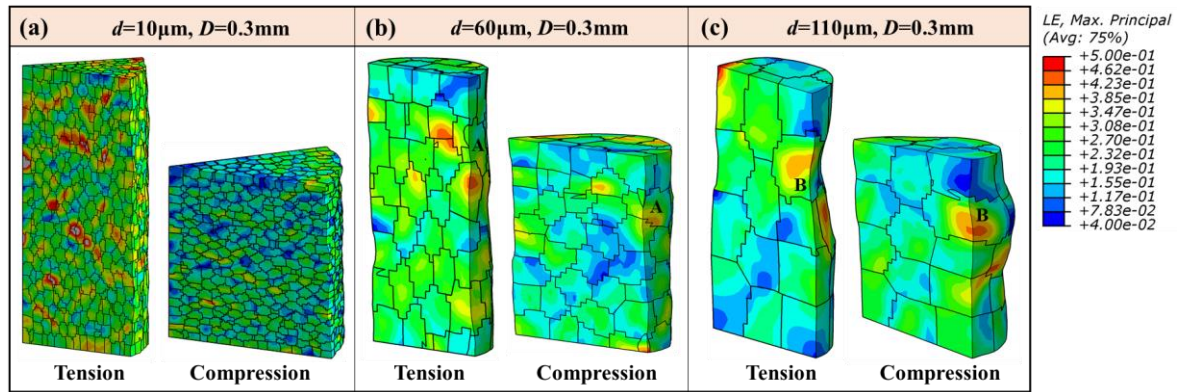 (a) d=10μm, D=0.3mm
(b) d=60μm, D=0.3mm
(c) d=110μm, D=0.3mm
LE, Max. Principal
(Avg: 75%)
+5.00e-01
+4.62e-01
+4.23e-01
+3.85e-01
+3.47e-01
+3.08e-01
+2.70e-01
+2.32e-01
+1.93e-01
+1.55e-01
+1.17e-01
+7.83e-02
+4.00e-02
A
A
B
B
Tension Compression
Tension Compression
Tension Compression